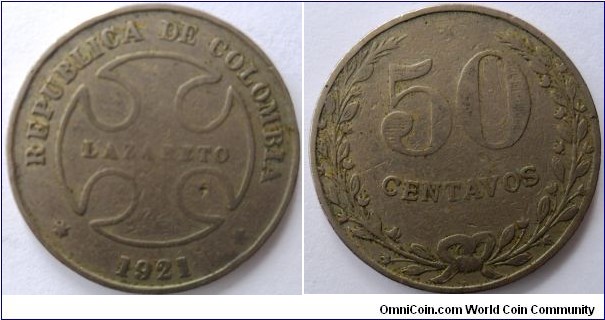 REPUBLICA DE COLOMBIA
LAZARETO
1921
50
CENTAVOS
OmniCoin.com World Coin Community